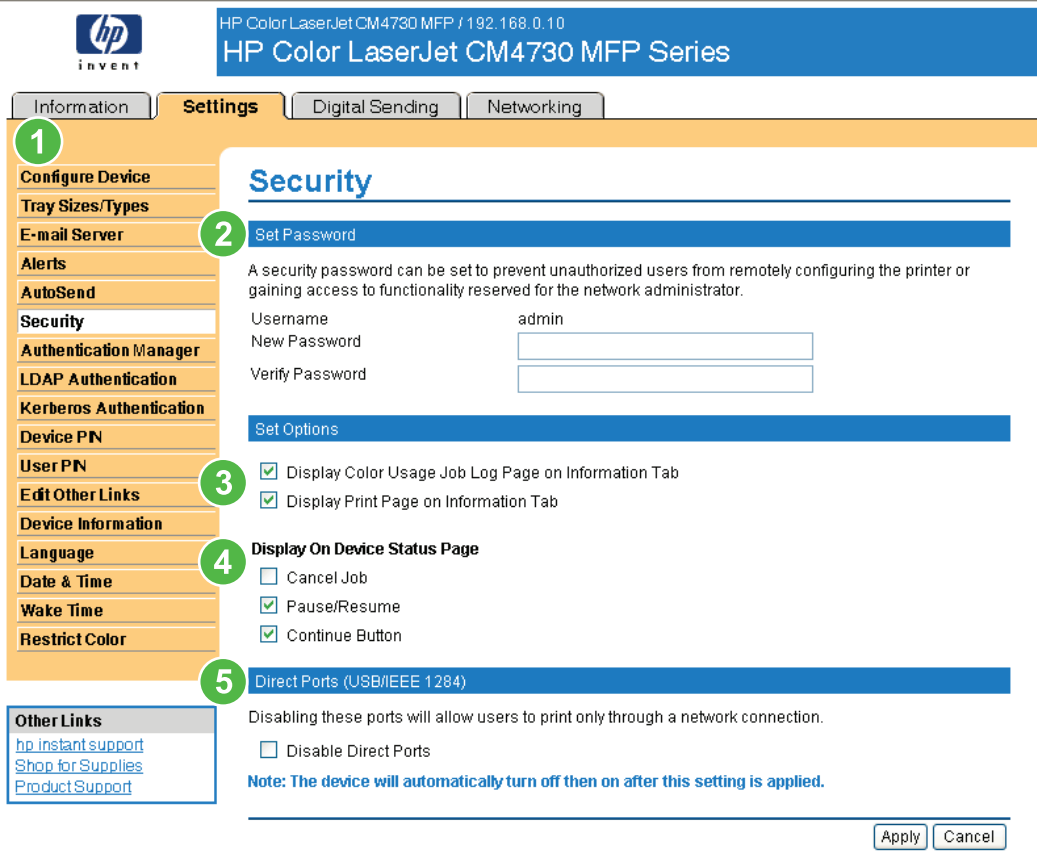 hp
invent
HP Color LaserJet CM4730 MFP / 192.168.0.10
HP Color LaserJet CM4730 MFP Series
Information
Settings
Digital Sending
Networking
1
Configure Device
Tray Sizes/Types
E-mail Server
Alerts
AutoSend
Security
Authentication Manager
LDAP Authentication
Kerberos Authentication
Device PIN
User PIN
Edit Other Links
Device Information
Language
Date & Time
Wake Time
Restrict Color
Other Links
hp instant support
Shop for Supplies
Product Support
Security
2
Set Password
A security password can be set to prevent unauthorized users from remotely configuring the printer or
gaining access to functionality reserved for the network administrator.
Username admin
New Password
Verify Password
Set Options
3
Display Color Usage Job Log Page on Information Tab
Display Print Page on Information Tab
4
Display On Device Status Page
Cancel Job
Pause/Resume
Continue Button
5
Direct Ports (USB/IEEE 1284)
Disabling these ports will allow users to print only through a network connection.
Disable Direct Ports
Note: The device will automatically turn off then on after this setting is applied.
Apply
Cancel